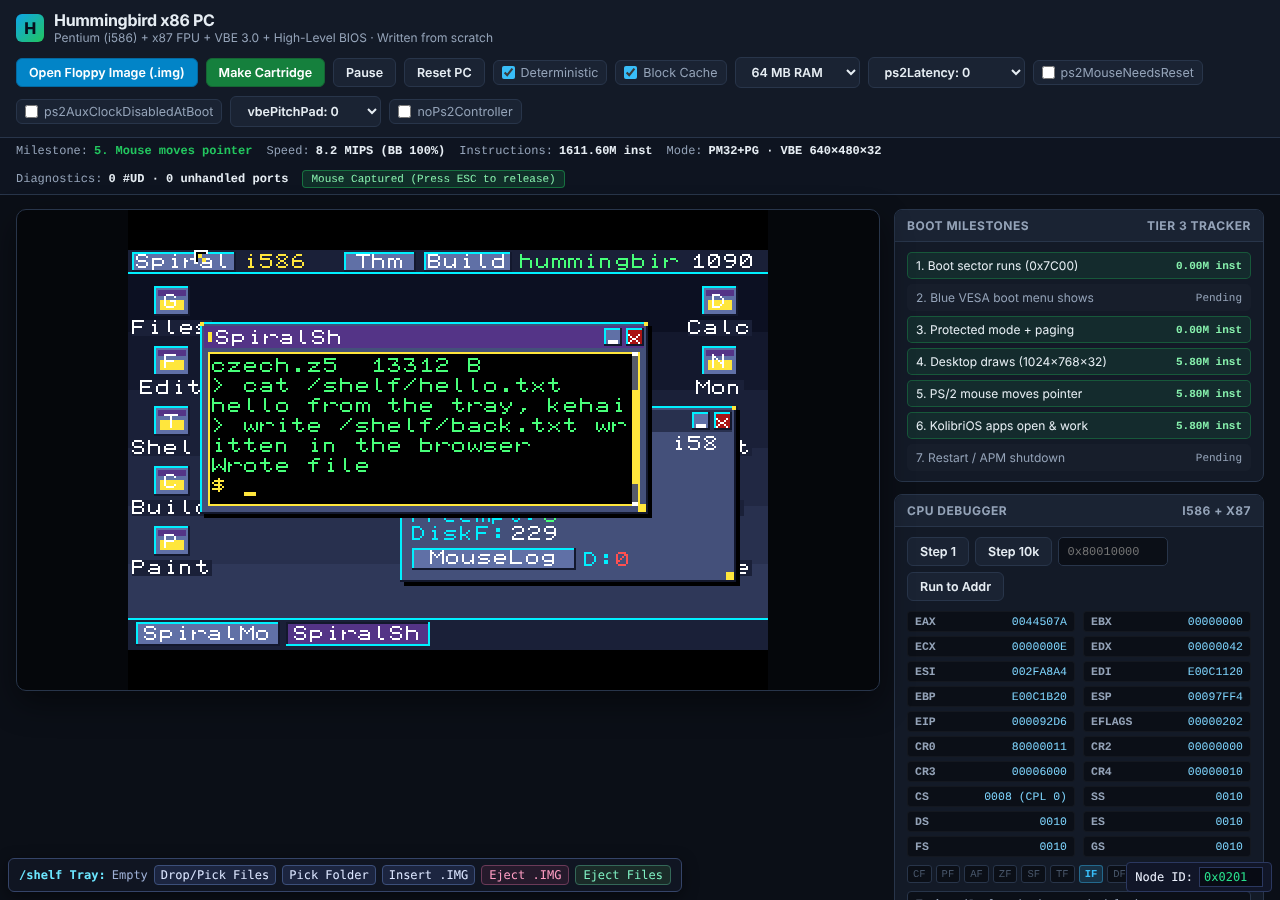 H
Hummingbird x86 PC
Pentium (i586) + x87 FPU + VBE 3.0 + High-Level BIOS · Written from scratch
Open Floppy Image (.img) Make Cartridge Pause Reset PC Deterministic Block Cache 64 MB RAM ps2Latency: 0 ps2MouseNeedsReset
ps2AuxClockDisabledAtBoot vbePitchPad: 0 noPs2Controller
Milestone: 5. Mouse moves pointer Speed: 8.2 MIPS (BB 100%) Instructions: 1611.60M inst Mode: PM32+PG · VBE 640×480×32
Diagnostics: 0 #UD · 0 unhandled ports Mouse Captured (Press ESC to release)
Spiral i586 Thm Build hummingbir 1090
G
Files
F
Edit
T
Shel
C
Build
P
Paint
D
Calc
N
Mon
SpiralSh
czech.z5 13312 B
> cat /shelf/hello.txt
hello from the tray, kehai
> write /shelf/back.txt wr
itten in the browser
Wrote file
$
i58
DiskF: 229
MouseLog D:0
SpiralMo SpiralSh
BOOT MILESTONES TIER 3 TRACKER
1. Boot sector runs (0x7C00) 0.00M inst
2. Blue VESA boot menu shows Pending
3. Protected mode + paging 0.00M inst
4. Desktop draws (1024×768×32) 5.80M inst
5. PS/2 mouse moves pointer 5.80M inst
6. KolibriOS apps open & work 5.80M inst
7. Restart / APM shutdown Pending
CPU DEBUGGER I586 + X87
Step 1 Step 10k 0x80010000
Run to Addr
EAX 0044507A EBX 00000000
ECX 0000000E EDX 00000042
ESI 002FA8A4 EDI E00C1120
EBP E00C1B20 ESP 00097FF4
EIP 000092D6 EFLAGS 00000202
CR0 80000011 CR2 00000000
CR3 00006000 CR4 00000010
CS 0008 (CPL 0) SS 0010
DS 0010 ES 0010
FS 0010 GS 0010
CF PF AF ZF SF TF IF DF
/shelf Tray: Empty Drop/Pick Files Pick Folder Insert .IMG Eject .IMG Eject Files
Node ID: 0x0201